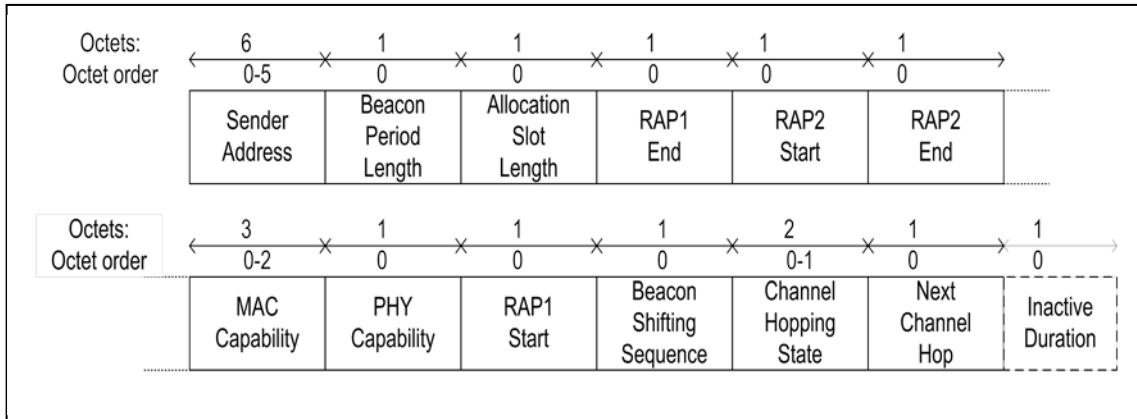 Octets: 6 1 1 1 1 1
Octet order 0-5 0 0 0 0 0
Sender Address
Beacon Period Length
Allocation Slot Length
RAP1 End
RAP2 Start
RAP2 End
Octets: 3 1 1 1 2 1 1
Octet order 0-2 0 0 0 0-1 0 0
MAC Capability
PHY Capability
RAP1 Start
Beacon Shifting Sequence
Channel Hopping State
Next Channel Hop
Inactive Duration